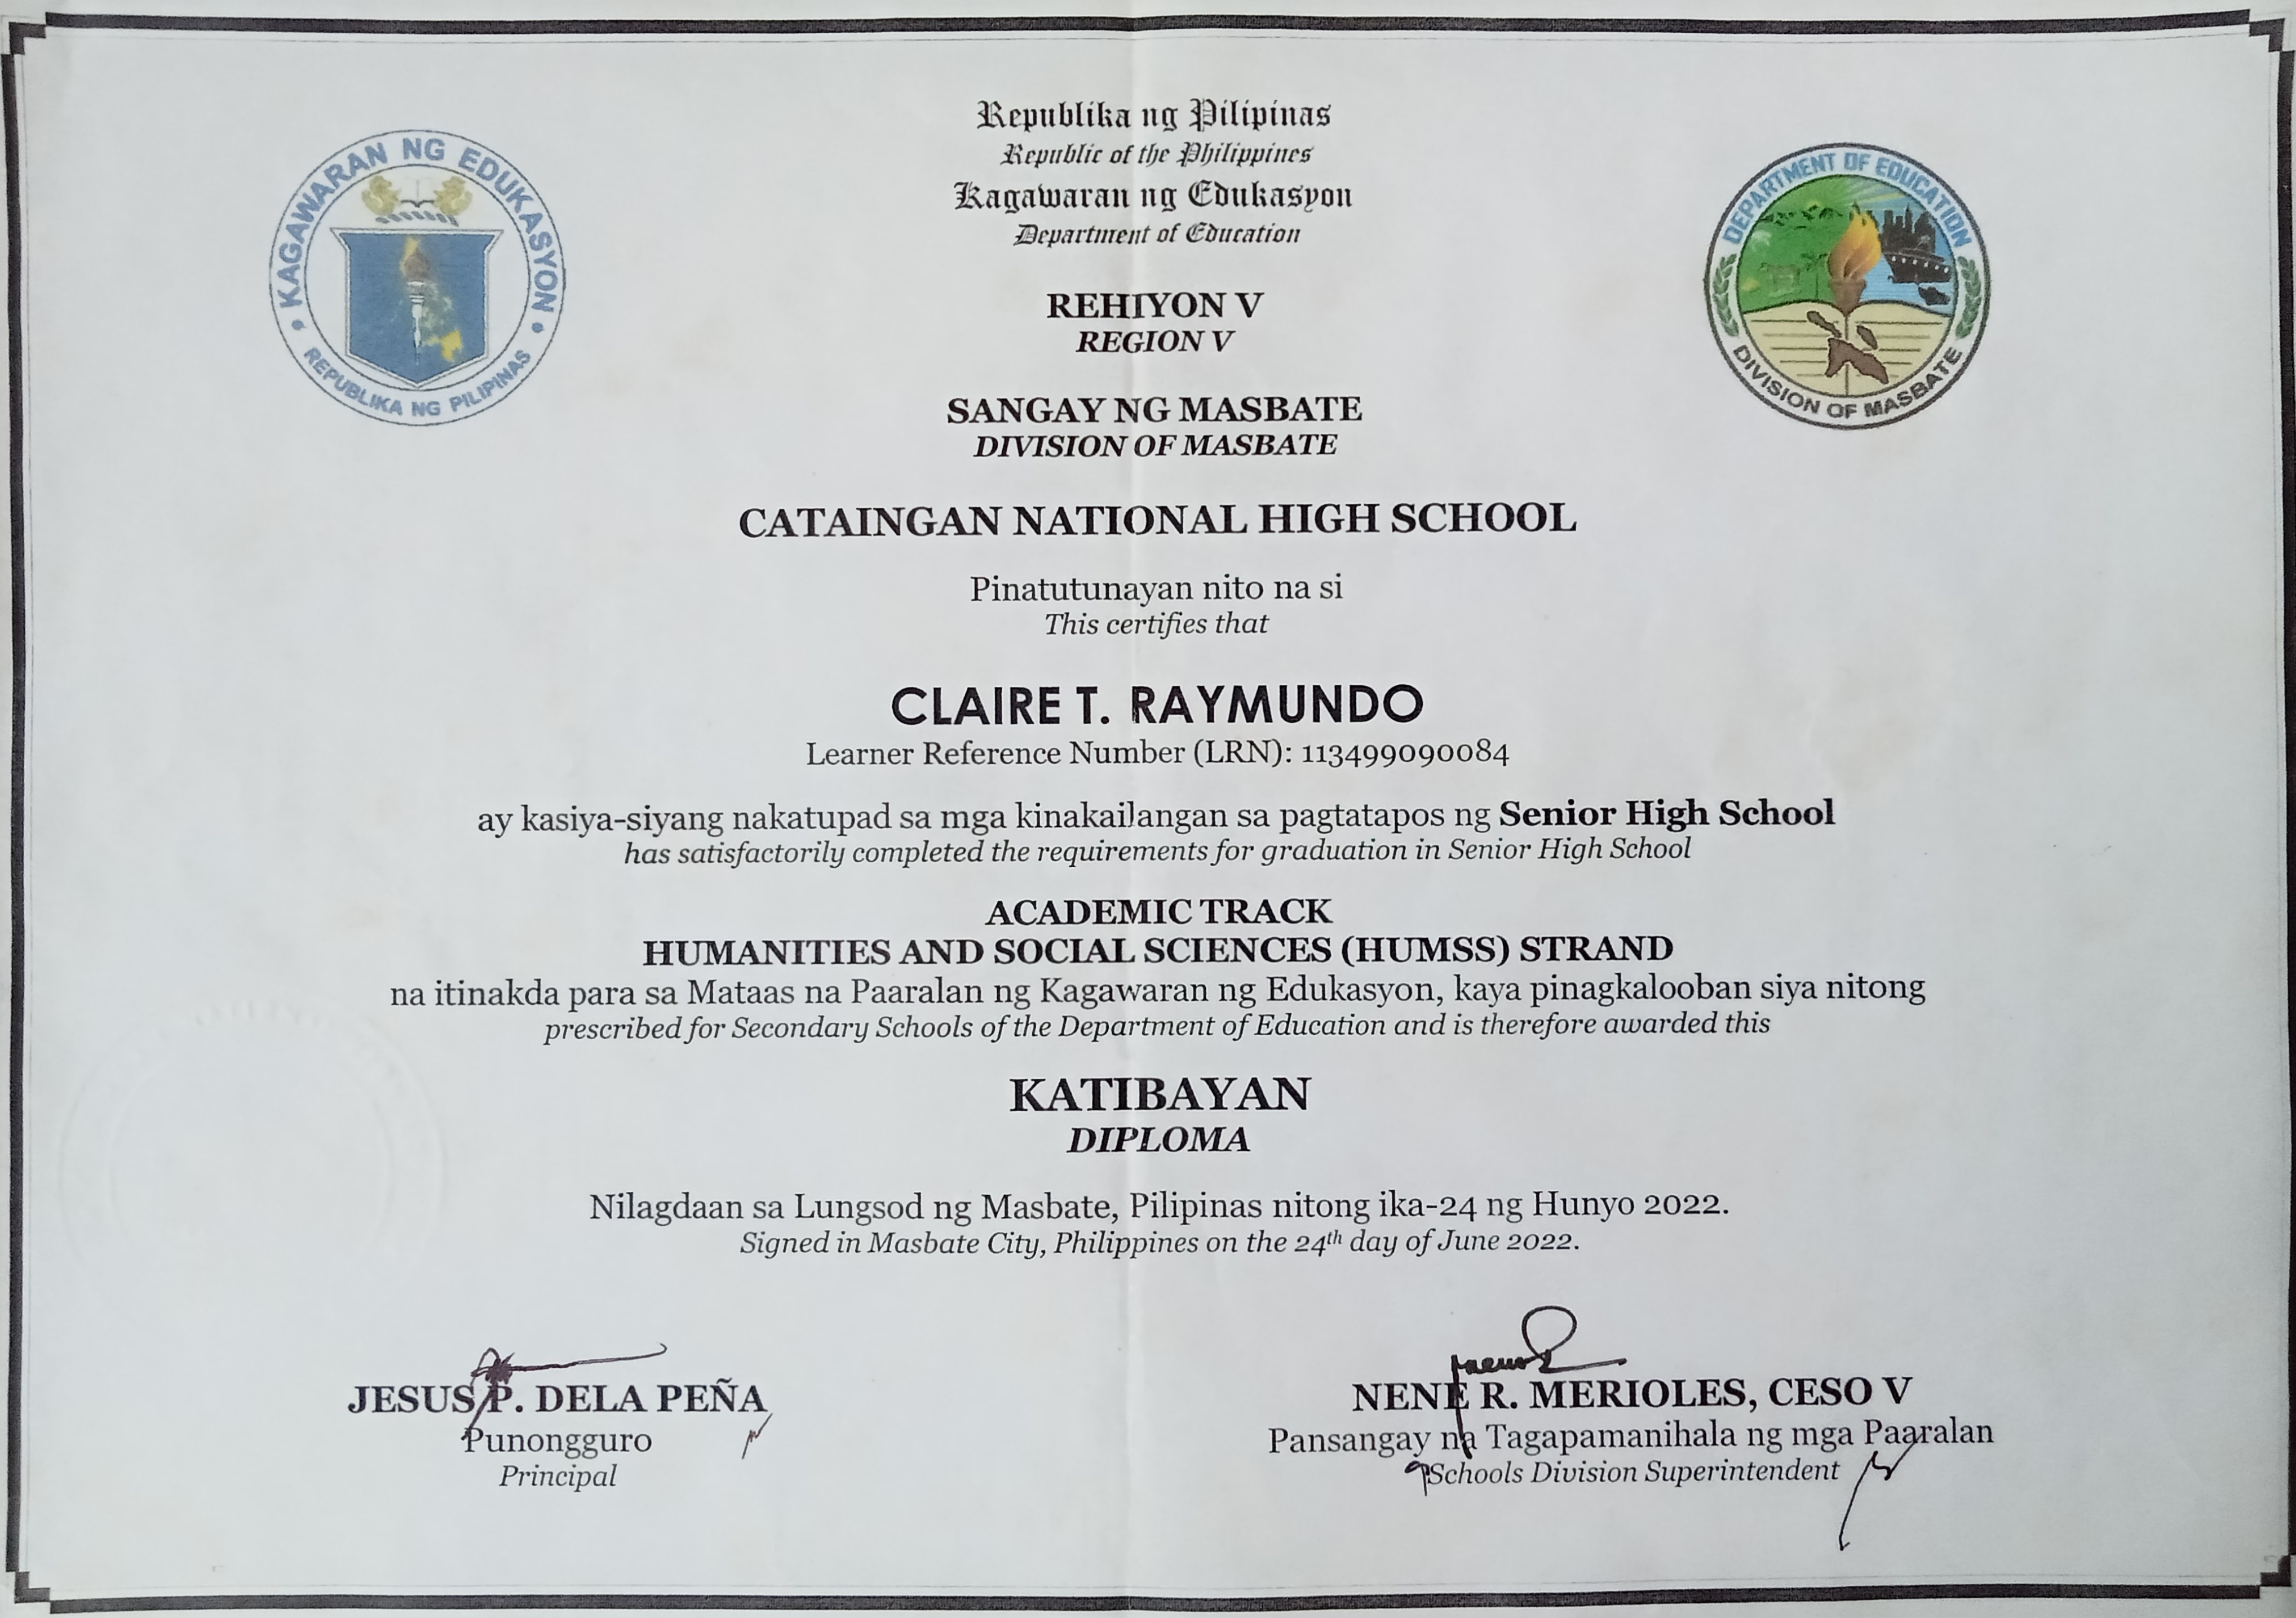 KAGAWARAN NG EDUKASYON
REPUBLIKA NG PILIPINAS
Republika ng Pilipinas
Republic of the Philippines
Kagawaran ng Edukasyon
Department of Education
DEPARTMENT OF EDUCATION
DIVISION OF MASBATE
REHIYON V
REGION V
SANGAY NG MASBATE
DIVISION OF MASBATE
CATAINGAN NATIONAL HIGH SCHOOL
Pinatutunayan nito na si
This certifies that
CLAIRE T. RAYMUNDO
Learner Reference Number (LRN): 113499090084
ay kasiya-siyang nakatupad sa mga kinakailangan sa pagtatapos ng Senior High School
has satisfactorily completed the requirements for graduation in Senior High School
ACADEMIC TRACK
HUMANITIES AND SOCIAL SCIENCES (HUMSS) STRAND
na itinakda para sa Mataas na Paaralan ng Kagawaran ng Edukasyon, kaya pinagkalooban siya nitong
prescribed for Secondary Schools of the Department of Education and is therefore awarded this
KATIBAYAN
DIPLOMA
Nilagdaan sa Lungsod ng Masbate, Pilipinas nitong ika-24 ng Hunyo 2022.
Signed in Masbate City, Philippines on the 24th day of June 2022.
JESUS P. DELA PEÑA
Punongguro
Principal
NENE R. MERIOLES, CESO V
Pansangay na Tagapamanihala ng mga Paaralan
Schools Division Superintendent